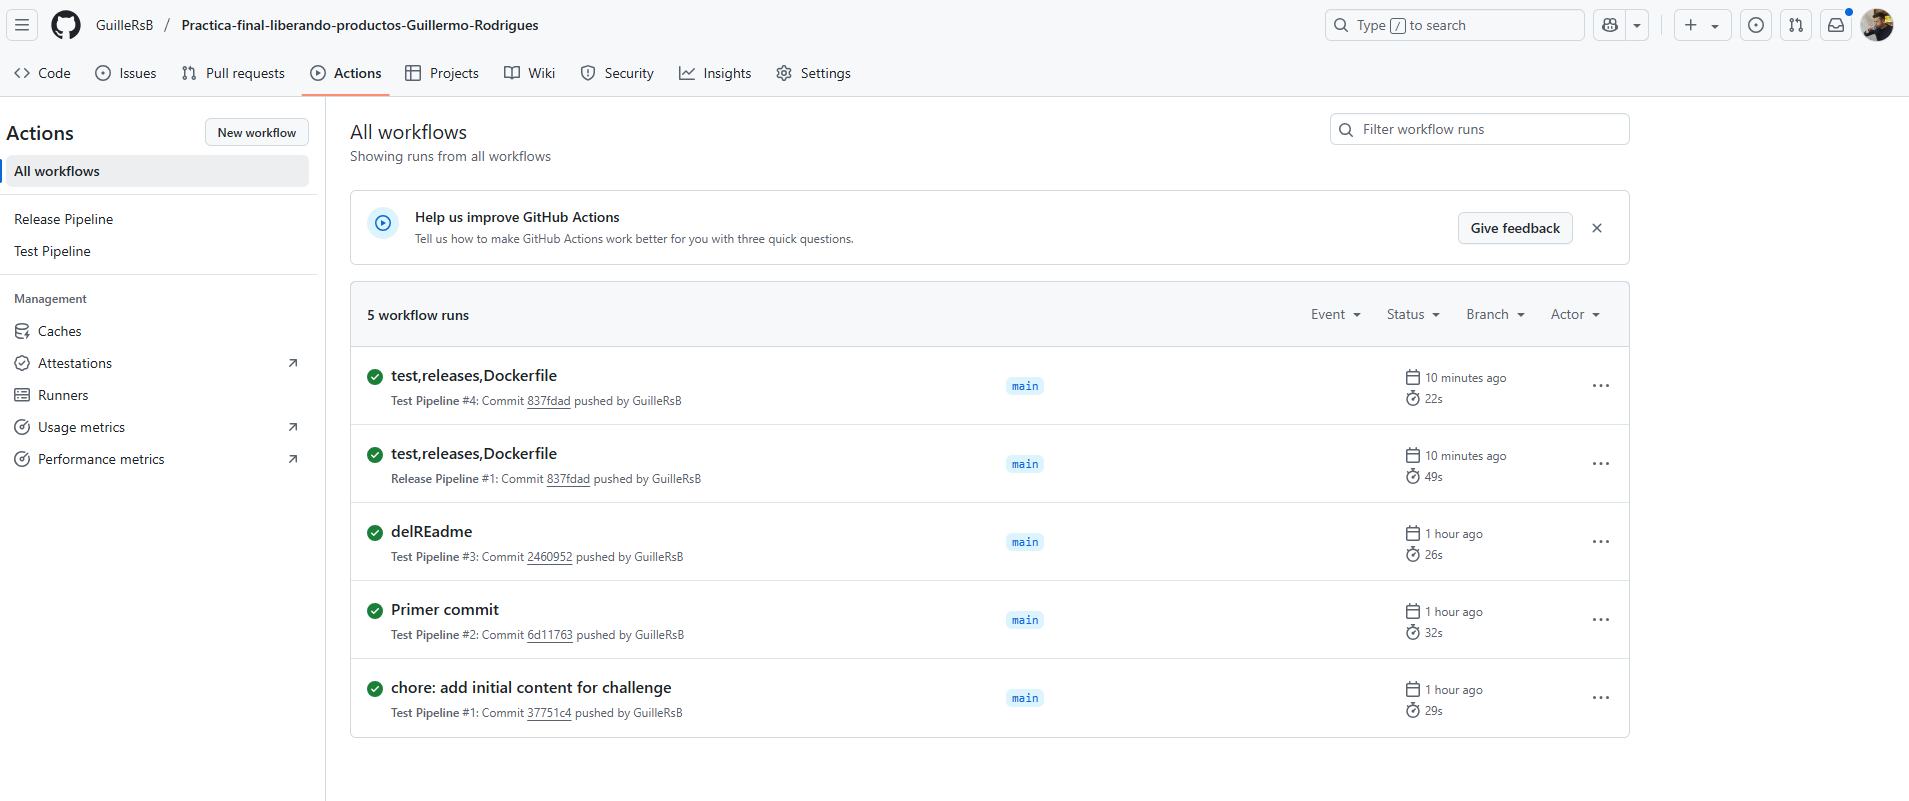 GuilleRsB / Practica-final-liberando-productos-Guillermo-Rodrigues
Type / to search
Code Issues Pull requests Actions Projects Wiki Security Insights Settings
Actions
New workflow
All workflows
Release Pipeline
Test Pipeline
Management
Caches
Attestations
Runners
Usage metrics
Performance metrics
All workflows
Showing runs from all workflows
Filter workflow runs
Help us improve GitHub Actions
Tell us how to make GitHub Actions work better for you with three quick questions.
Give feedback
5 workflow runs
Event Status Branch Actor
test,releases,Dockerfile
Test Pipeline #4: Commit 837fdad pushed by GuilleRsB
main
10 minutes ago
22s
test,releases,Dockerfile
Release Pipeline #1: Commit 837fdad pushed by GuilleRsB
main
10 minutes ago
49s
delREadme
Test Pipeline #3: Commit 2460952 pushed by GuilleRsB
main
1 hour ago
26s
Primer commit
Test Pipeline #2: Commit 6d11763 pushed by GuilleRsB
main
1 hour ago
32s
chore: add initial content for challenge
Test Pipeline #1: Commit 37751c4 pushed by GuilleRsB
main
1 hour ago
29s